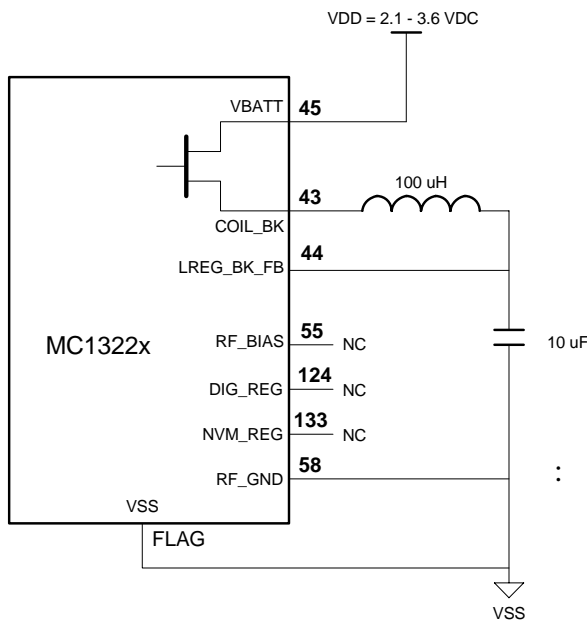 VDD = 2.1 - 3.6 VDC
VBATT 45
100 uH
43
COIL_BK
44
LREG_BK_FB
MC1322x
RF_BIAS 55 NC
10 uF
DIG_REG 124 NC
NVM_REG 133 NC
RF_GND 58
:
VSS
FLAG
VSS